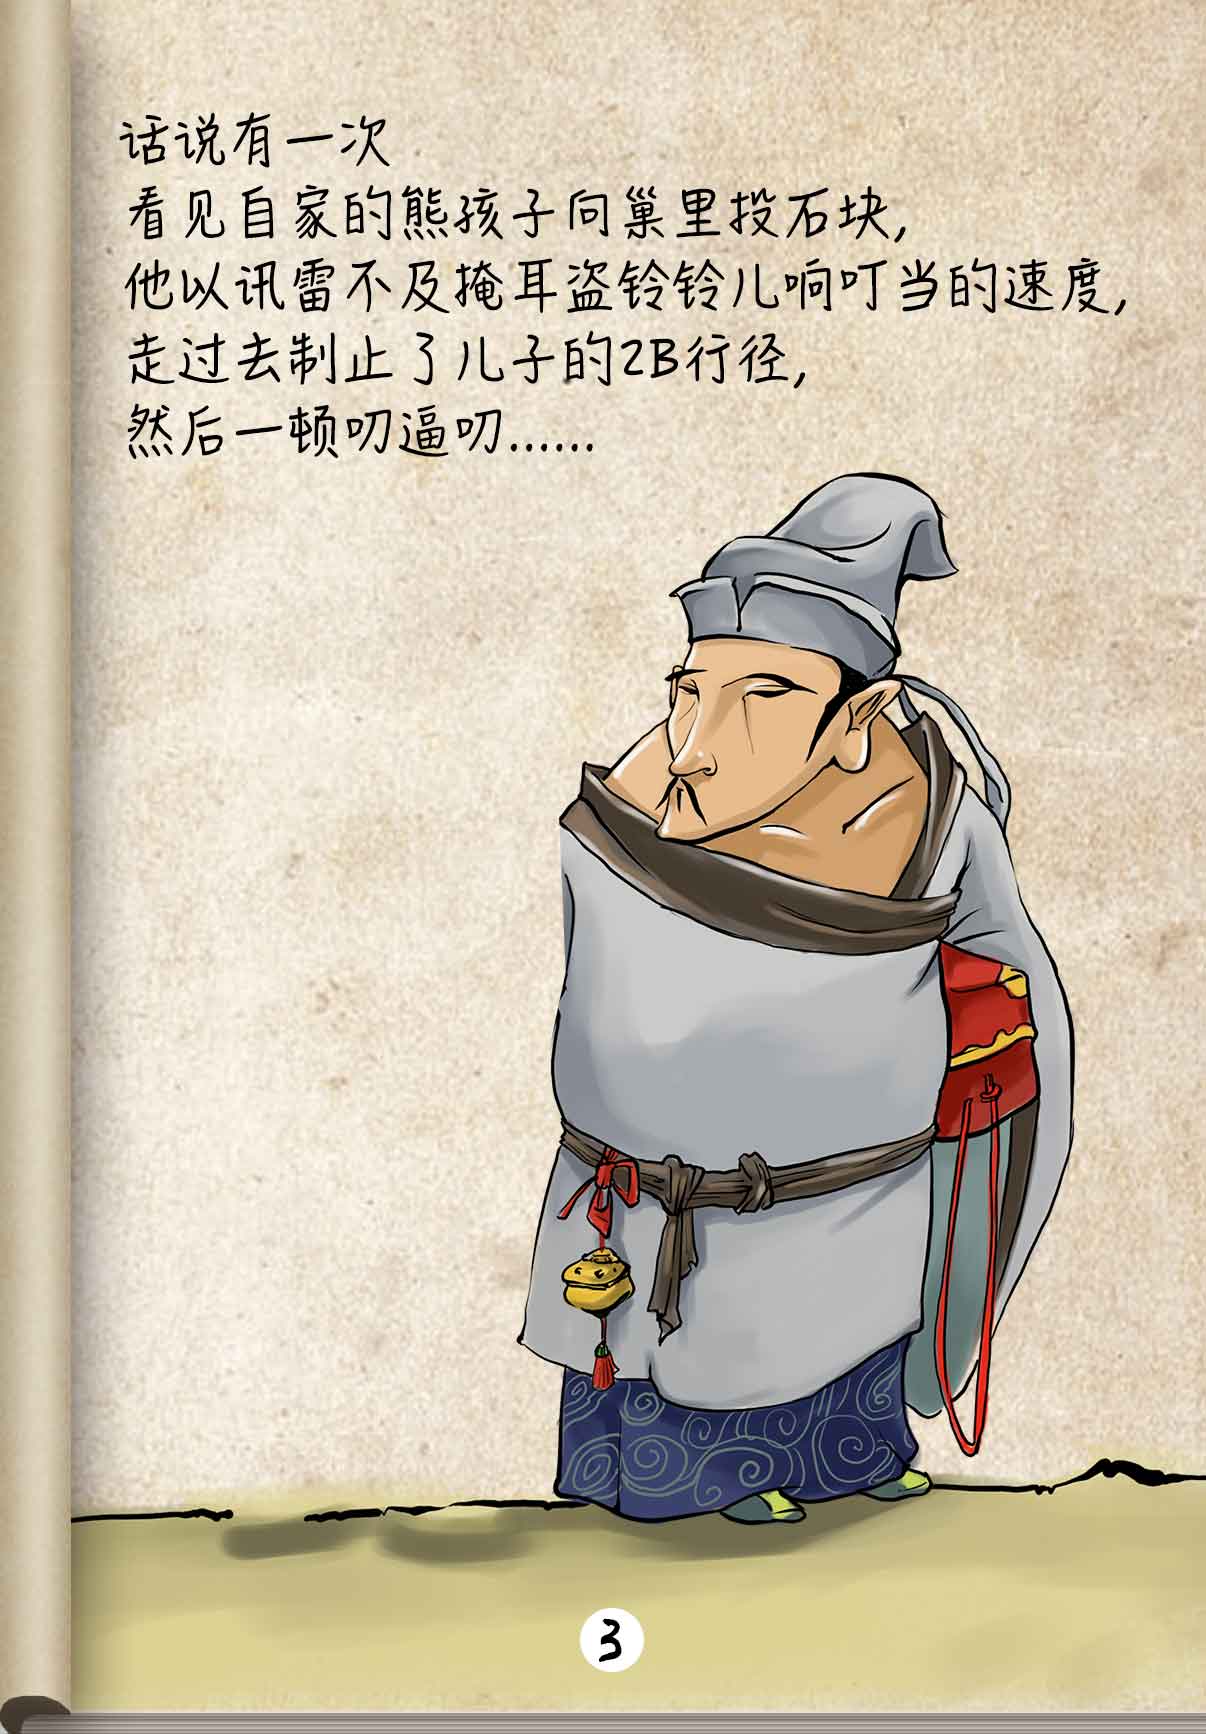 话说有一次
看见自家的熊孩子向巢里投石块,
他以讯雷不及掩耳盗铃铃儿响叮当的速度,
走过去制止了儿子的2B行径,
然后一顿叨逼叨......
3